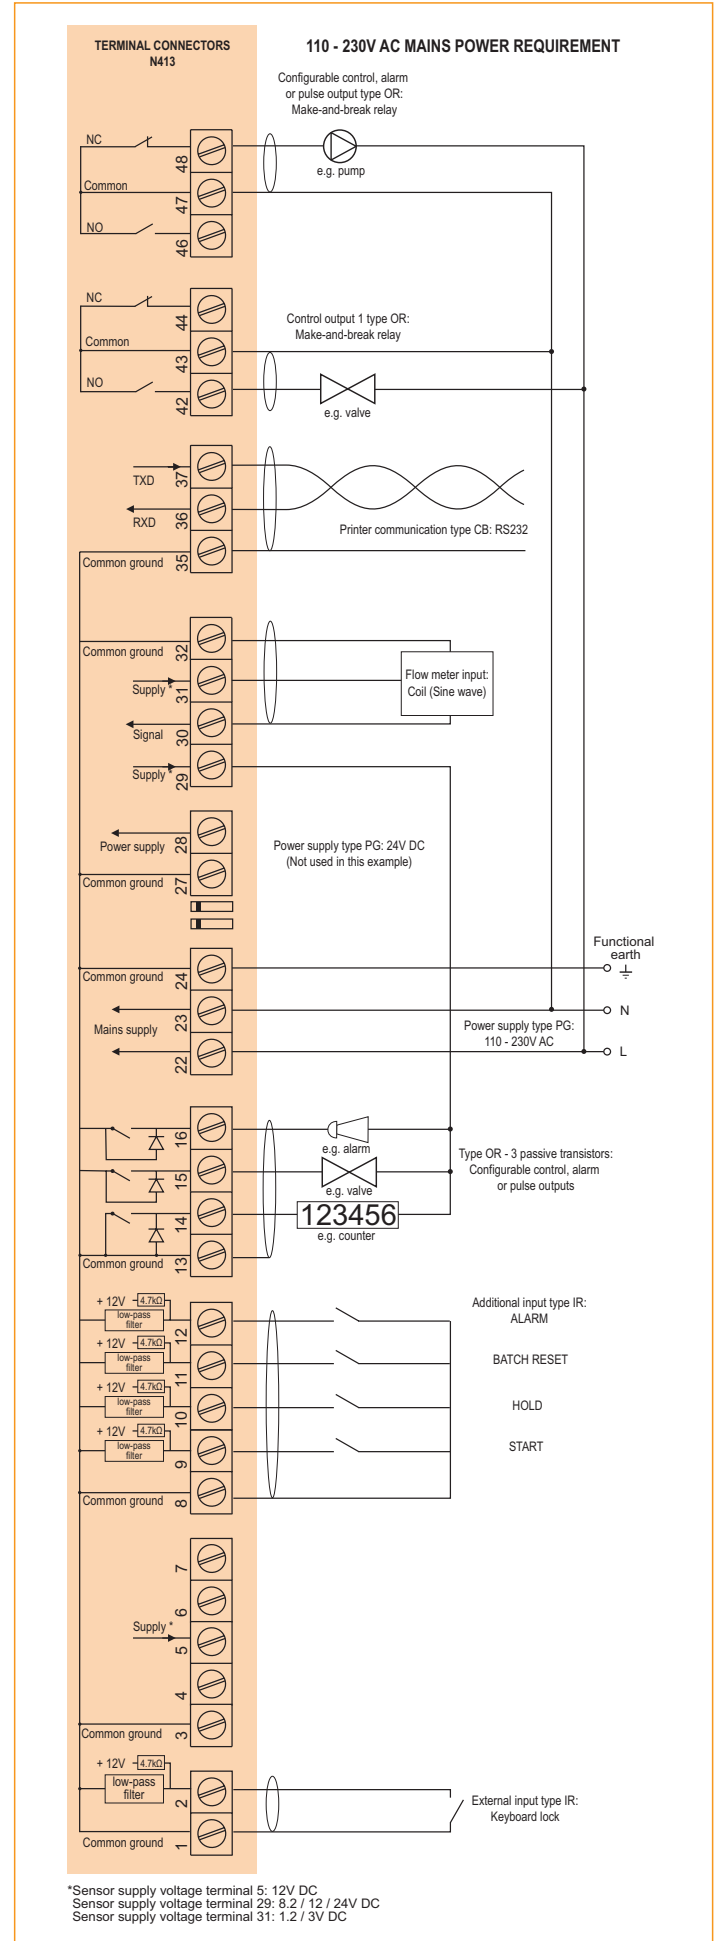 TERMINAL CONNECTORS
N413
110 - 230V AC MAINS POWER REQUIREMENT
Configurable control, alarm
or pulse output type OR:
Make-and-break relay
NC
48
e.g. pump
Common
47
NO
46
NC
44
Control output 1 type OR:
Make-and-break relay
Common
43
NO
42
e.g. valve
TXD
37
RXD
36
Printer communication type CB: RS232
Common ground
35
Common ground
32
Flow meter input:
Coil (Sine wave)
Supply *
31
Signal
30
Supply *
29
Power supply
28
Power supply type PG: 24V DC
(Not used in this example)
Common ground
27
Functional
earth
Common ground
24
N
Mains supply
23
Power supply type PG:
110 - 230V AC
L
22
16
e.g. alarm
Type OR - 3 passive transistors:
Configurable control, alarm
or pulse outputs
15
e.g. valve
14
123456
e.g. counter
Common ground
13
+ 12V
4.7kΩ
low-pass
filter
12
Additional input type IR:
ALARM
+ 12V
4.7kΩ
low-pass
filter
11
BATCH RESET
+ 12V
4.7kΩ
low-pass
filter
10
HOLD
+ 12V
4.7kΩ
low-pass
filter
9
START
Common ground
8
7
6
Supply *
5
4
Common ground
3
+ 12V
4.7kΩ
low-pass
filter
2
External input type IR:
Keyboard lock
Common ground
1
*Sensor supply voltage terminal 5: 12V DC
Sensor supply voltage terminal 29: 8.2 / 12 / 24V DC
Sensor supply voltage terminal 31: 1.2 / 3V DC